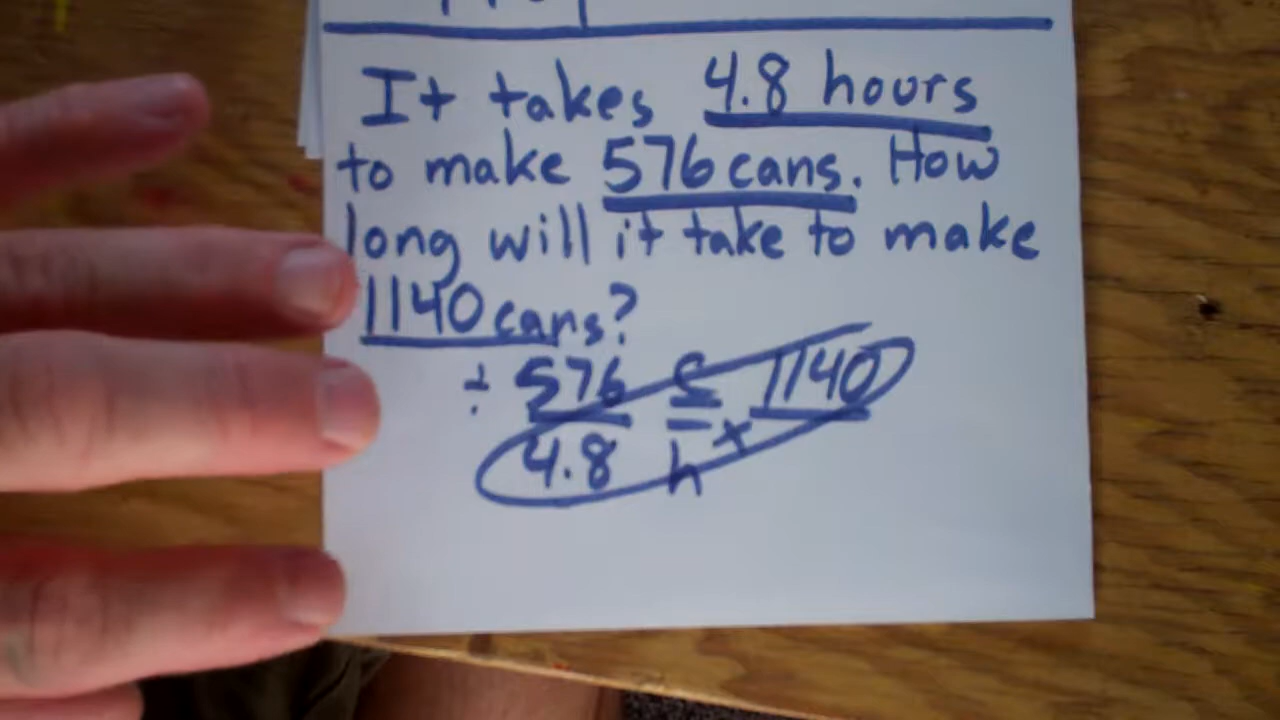 It takes 4.8 hours
to make 576 cans. How
long will it take to make
1140 cans?
÷ 576 c 1140
4.8 h x